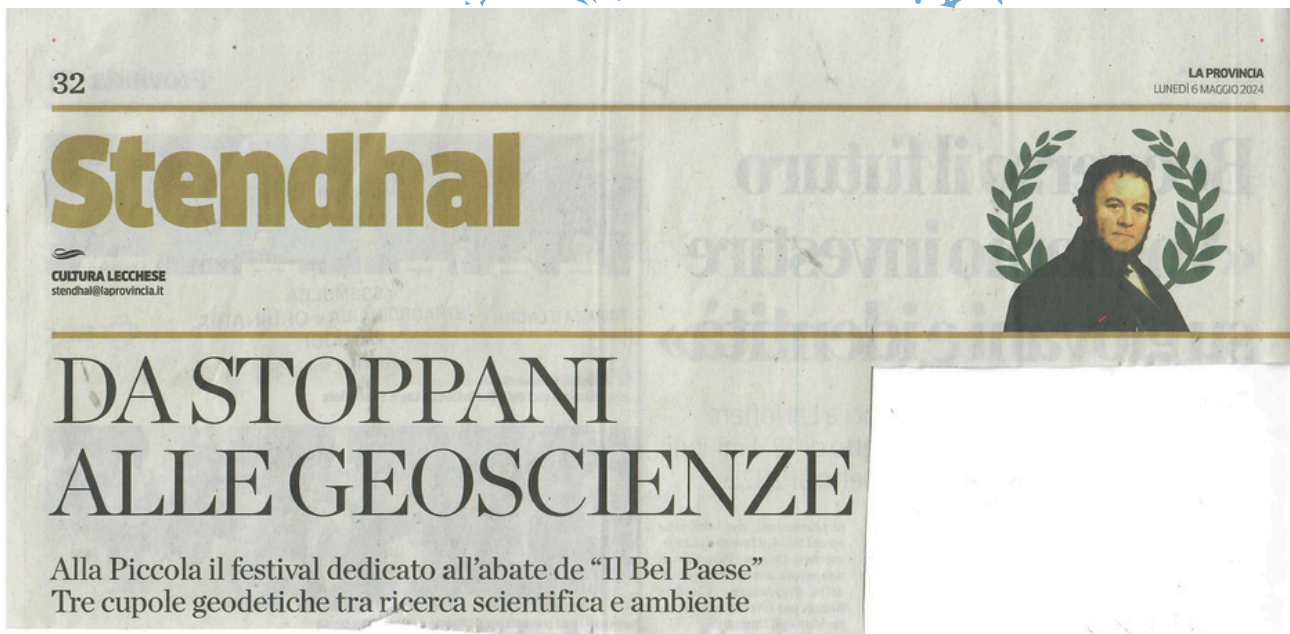 32
LA PROVINCIA
LUNEDÌ 6 MAGGIO 2024
Stendhal
CULTURA LECCHESE
stendhal@laprovincia.it
DA STOPPANI
ALLE GEOSCIENZE
Alla Piccola il festival dedicato all'abate de “Il Bel Paese”
Tre cupole geodetiche tra ricerca scientifica e ambiente